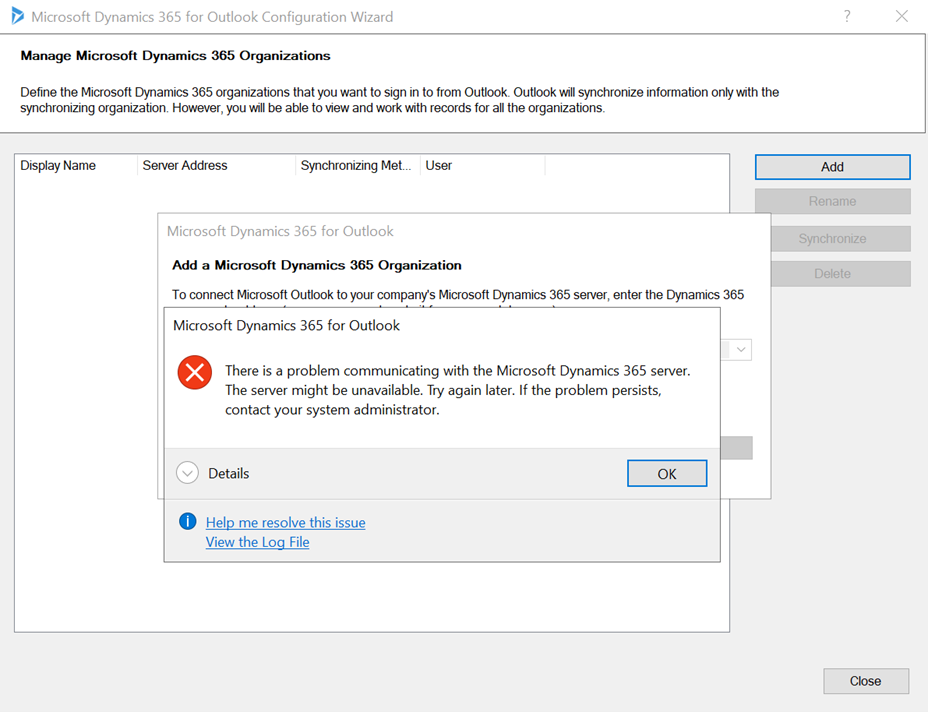 Microsoft Dynamics 365 for Outlook Configuration Wizard
?
Manage Microsoft Dynamics 365 Organizations
Define the Microsoft Dynamics 365 organizations that you want to sign in to from Outlook. Outlook will synchronize information only with the
synchronizing organization. However, you will be able to view and work with records for all the organizations.
Display Name Server Address Synchronizing Met... User
Add
Rename
Synchronize
Delete
Microsoft Dynamics 365 for Outlook
Add a Microsoft Dynamics 365 Organization
To connect Microsoft Outlook to your company's Microsoft Dynamics 365 server, enter the Dynamics 365
Microsoft Dynamics 365 for Outlook
There is a problem communicating with the Microsoft Dynamics 365 server.
The server might be unavailable. Try again later. If the problem persists,
contact your system administrator.
Details
OK
Help me resolve this issue
View the Log File
Close